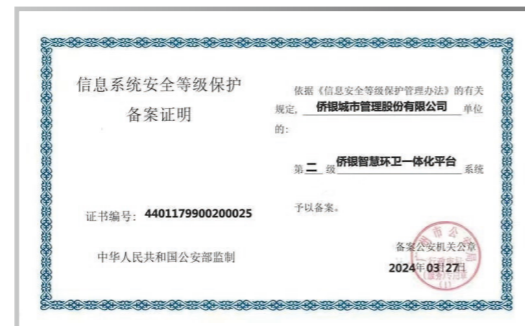 信息系统安全等级保护
备案证明
证书编号: 4401179900200025
中华人民共和国公安部监制
依据《信息安全等级保护管理办法》的有关
规定, 侨银城市管理股份有限公司 单位
的:
第 二 级 侨银智慧环卫一体化平台 系统
予以备案。
备案公安机关公章
2024年03月27日